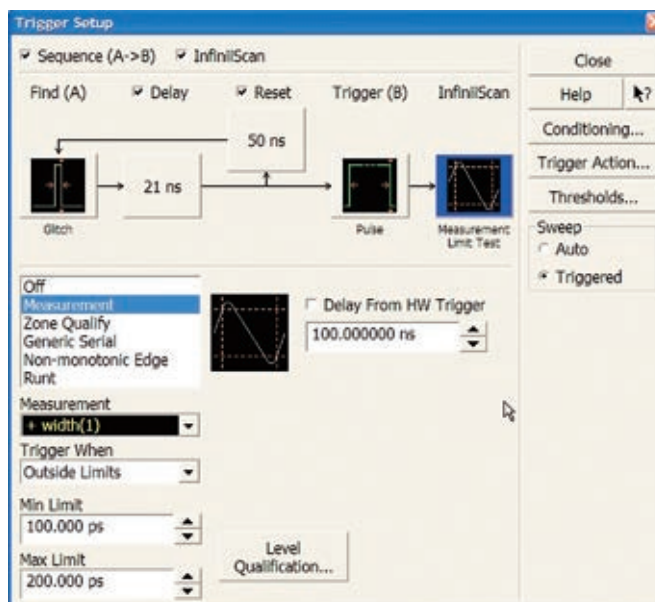 Trigger Setup
Sequence (A->B) InfiniiScan
Find (A) Delay Reset Trigger (B) InfiniiScan
50 ns
21 ns
Glitch
Pulse
Measurement
Limit Test
Off
Measurement
Zone Qualify
Generic Serial
Non-monotonic Edge
Runt
Delay From HW Trigger
100.000000 ns
Measurement
+ width(1)
Trigger When
Outside Limits
Min Limit
100.000 ps
Max Limit
200.000 ps
Level
Qualification...
Close
Help ?
Conditioning...
Trigger Action...
Thresholds...
Sweep
Auto
Triggered